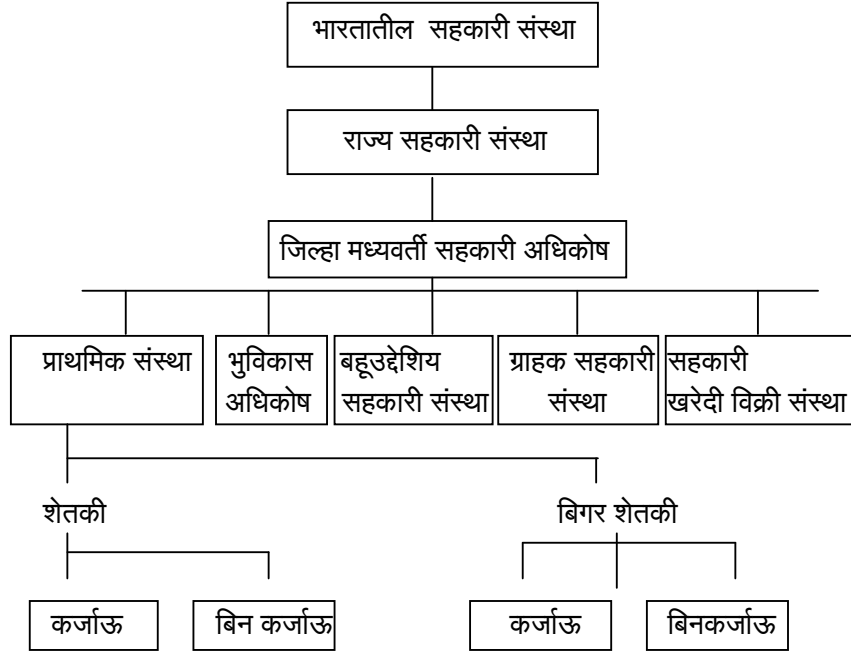 भारतातील सहकारी संस्था
राज्य सहकारी संस्था
जिल्हा मध्यवर्ती सहकारी अधिकोष
प्राथमिक संस्था
भुविकास
अधिकोष
बहूउद्देशिय
सहकारी संस्था
ग्राहक सहकारी
संस्था
सहकारी
खरेदी विक्री संस्था
शेतकी
बिगर शेतकी
कर्जाऊ
बिन कर्जाऊ
कर्जाऊ
बिनकर्जाऊ